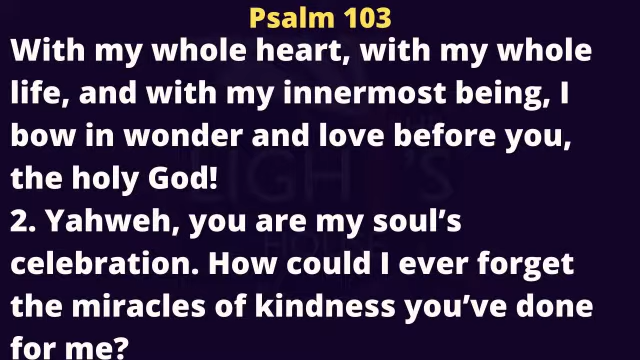 Psalm 103
With my whole heart, with my whole
life, and with my innermost being, I
bow in wonder and love before you,
the holy God!
2. Yahweh, you are my soul’s
celebration. How could I ever forget
the miracles of kindness you’ve done
for me?